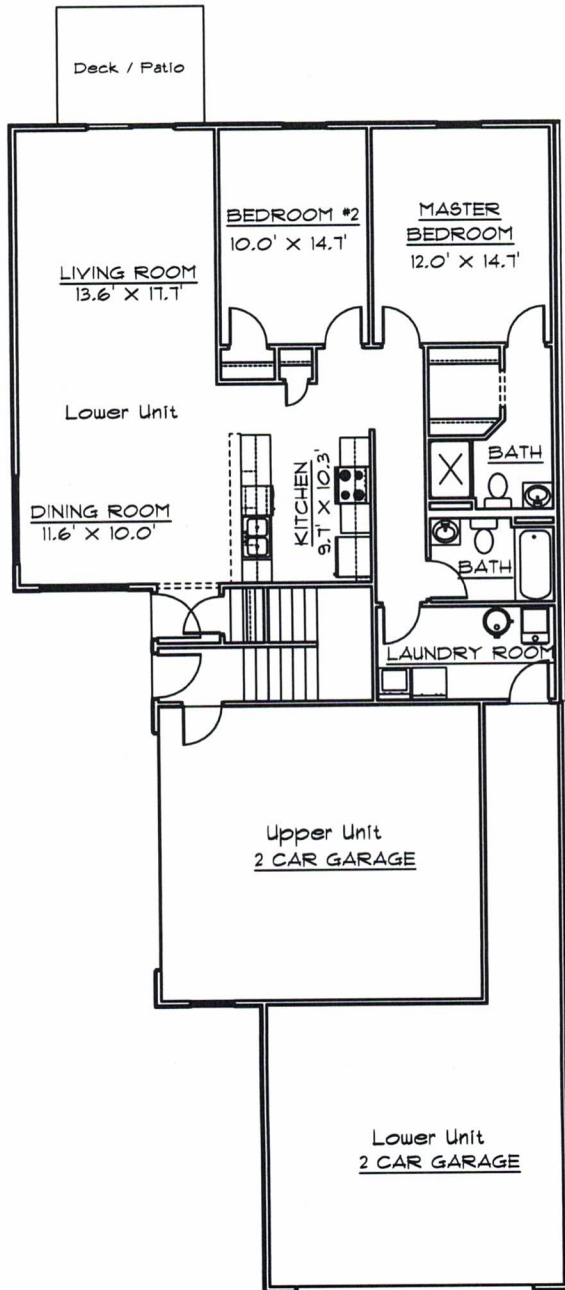 Deck / Patio
BEDROOM #2
10.0' X 14.7'
MASTER
BEDROOM
12.0' X 14.7'
LIVING ROOM
13.6' X 17.7'
Lower Unit
DINING ROOM
11.6' X 10.0'
KITCHEN
9.7' X 10.3'
BATH
BATH
LAUNDRY ROOM
Upper Unit
2 CAR GARAGE
Lower Unit
2 CAR GARAGE